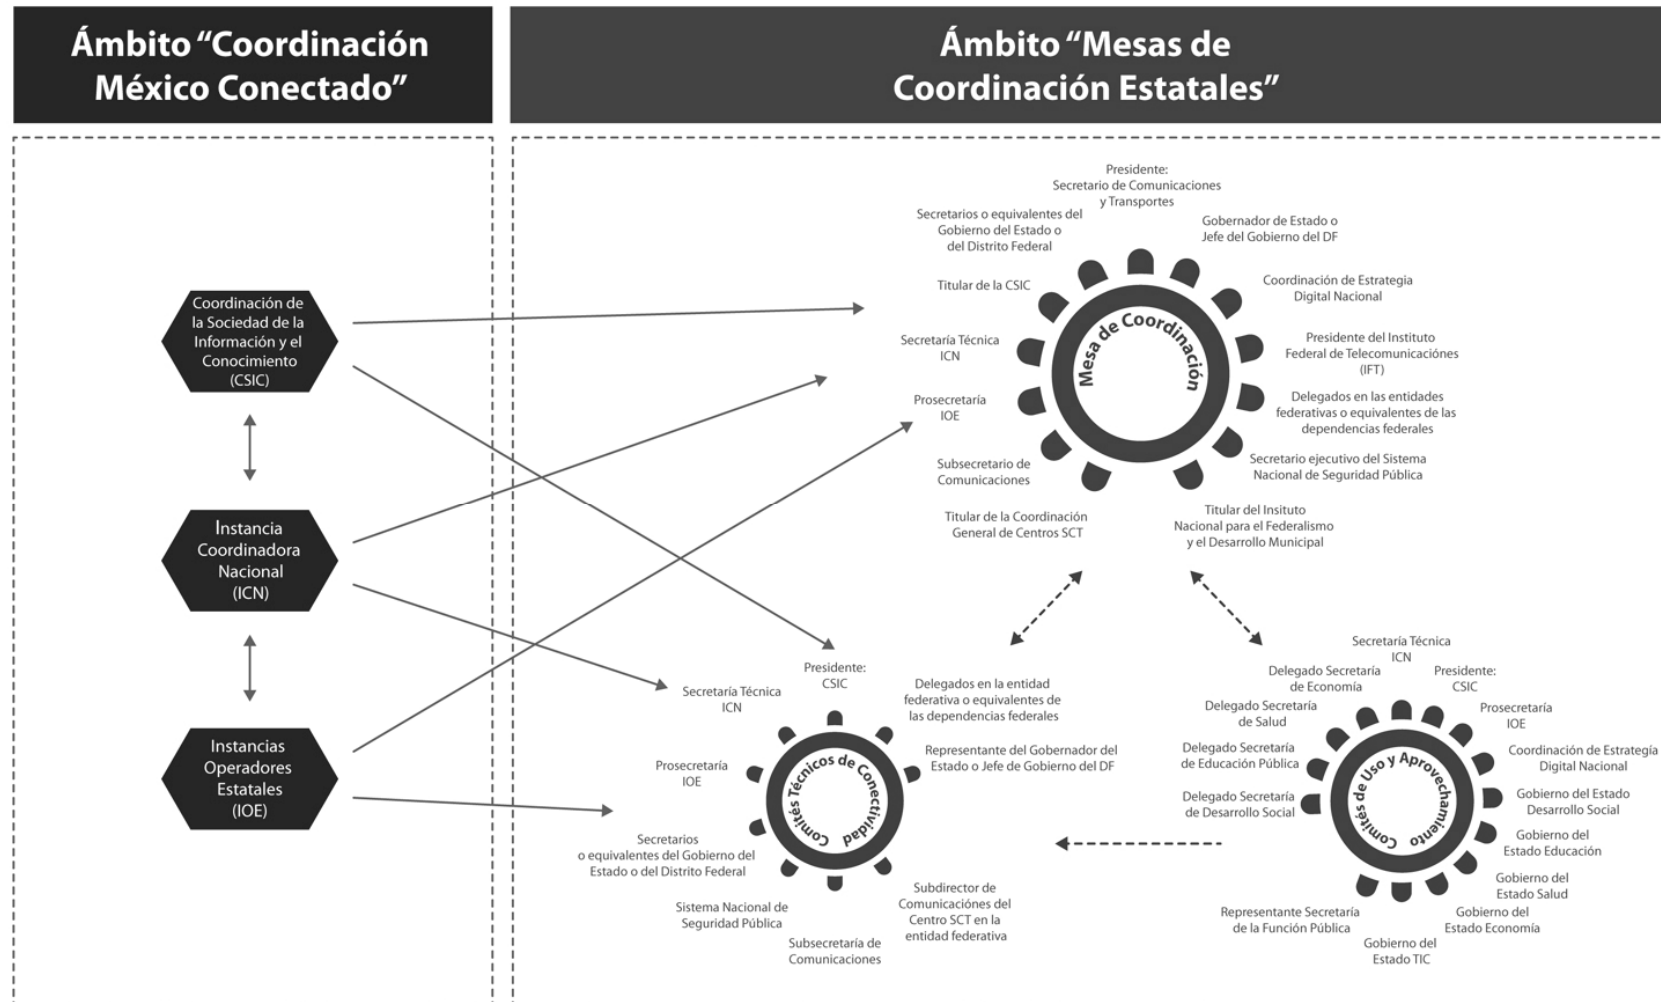 Ámbito “Coordinación
México Conectado”
Ámbito “Mesas de
Coordinación Estatales”
Coordinación de
la Sociedad de la
Información y el
Conocimiento
(CSIC)
Instancia
Coordinadora
Nacional
(ICN)
Instancias
Operadores
Estatales
(IOE)
Presidente:
Secretario de Comunicaciones
y Transportes
Secretarios o equivalentes del
Gobierno del Estado o
del Distrito Federal
Gobernador de Estado o
Jefe del Gobierno del DF
Titular de la CSIC
Coordinación de Estrategia
Digital Nacional
Secretaría Técnica
ICN
Presidente del Instituto
Federal de Telecomunicaciónes
(IFT)
Prosecretaría
IOE
Delegados en las entidades
federativas o equivalentes de las
dependencias federales
Subsecretario de
Comunicaciones
Secretario ejecutivo del Sistema
Nacional de Seguridad Pública
Titular de la Coordinación
General de Centros SCT
Titular del Insituto
Nacional para el Federalismo
y el Desarrollo Municipal
Mesa de Coordinación
Presidente:
CSIC
Secretaría Técnica
ICN
Delegados en la entidad
federativa o equivalentes de
las dependencias federales
Prosecretaría
IOE
Representante del Gobernador del
Estado o Jefe de Gobierno del DF
Secretarios
o equivalentes del Gobierno del
Estado o del Distrito Federal
Sistema Nacional de
Seguridad Pública
Subsecretaría de
Comunicaciones
Subdirector de
Comunicaciónes del
Centro SCT en la
entidad federativa
Comités Técnicos de Conectividad
Secretaría Técnica
ICN
Delegado Secretaría
de Economía
Presidente:
CSIC
Delegado Secretaría
de Salud
Prosecretaría
IOE
Delegado Secretaría
de Educación Pública
Coordinación de Estrategía
Digital Nacional
Delegado Secretaría
de Desarrollo Social
Gobierno del Estado
Desarrollo Social
Gobierno del
Estado Educación
Gobierno del
Estado Salud
Representante Secretaría
de la Función Pública
Gobierno del
Estado Economía
Gobierno del
Estado TIC
Comités de Uso y Aprovechamiento